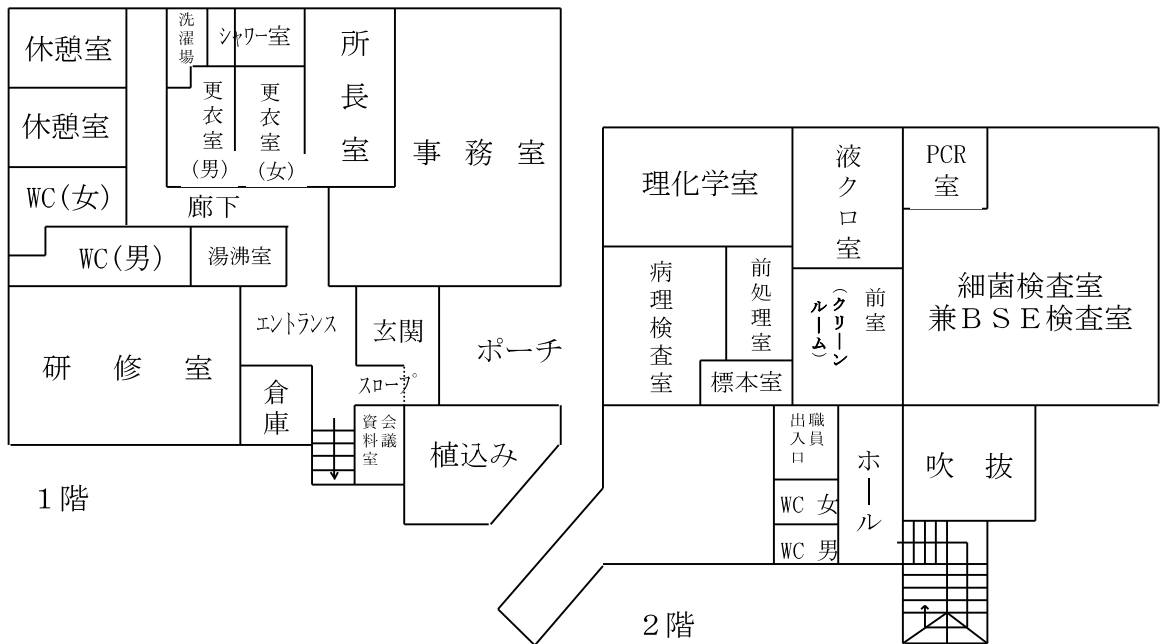 休憩室
洗濯場
シャワー室
所長室
休憩室
更衣室(男)
更衣室(女)
事務室
WC(女)
廊下
WC(男)
湯沸室
エントランス
玄関
ポーチ
研修室
倉庫
スロープ
会議
資料室
植込み
1階
理化学室
液クロ室
PCR
室
病理検査室
前処理室
前室
(クリーン
ルーム)
細菌検査室
兼BSE検査室
標本室
職員
出入口
ホール
吹抜
WC 女
WC 男
2階